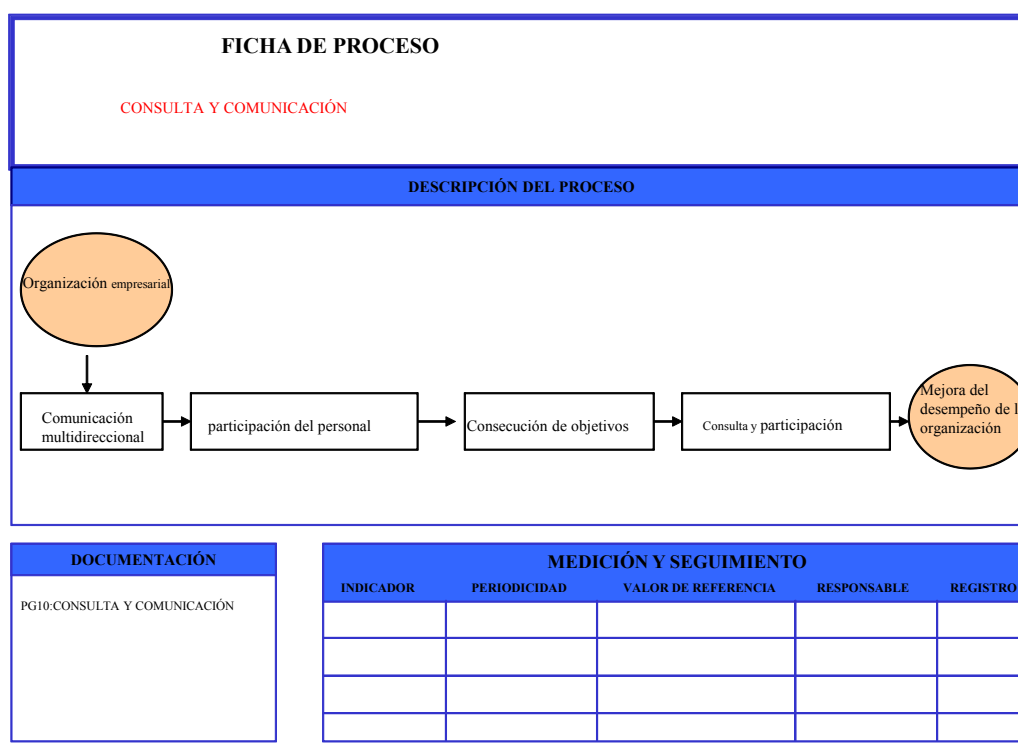 FICHA DE PROCESO
CONSULTA Y COMUNICACIÓN
DESCRIPCIÓN DEL PROCESO
Organización empresarial
Comunicación
multidireccional
participación del personal
Consecución de objetivos
Consulta y participación
Mejora del
desempeño de l
organización
DOCUMENTACIÓN
PG10:CONSULTA Y COMUNICACIÓN
MEDICIÓN Y SEGUIMIENTO
INDICADOR PERIODICIDAD VALOR DE REFERENCIA RESPONSABLE REGISTRO